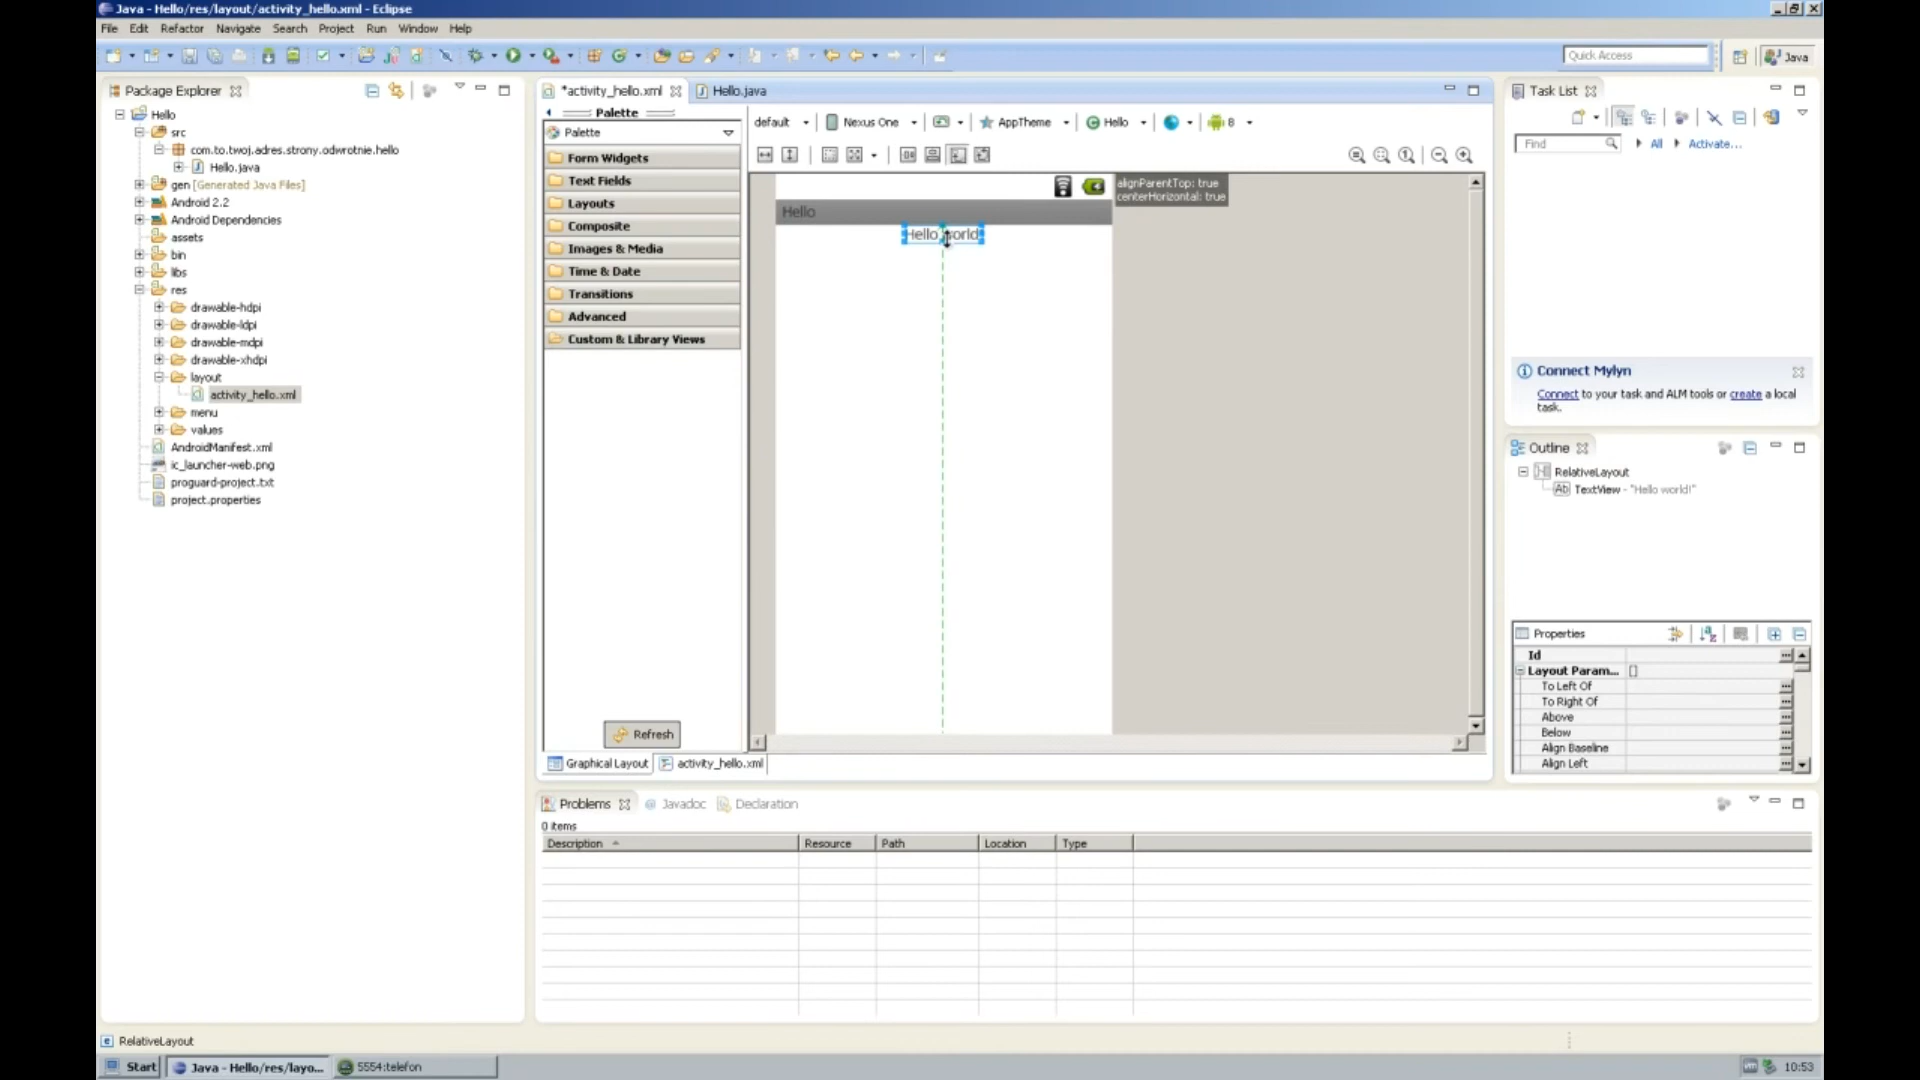 Java - Hello/res/layout/activity_hello.xml - Eclipse
File Edit Refactor Navigate Search Project Run Window Help
Quick Access
Java
Package Explorer
Hello
src
com.to.twoj.adres.strony.odwrotnie.hello
Hello.java
gen [Generated Java Files]
Android 2.2
Android Dependencies
assets
bin
libs
res
drawable-hdpi
drawable-ldpi
drawable-mdpi
drawable-xhdpi
layout
activity_hello.xml
menu
values
AndroidManifest.xml
ic_launcher-web.png
proguard-project.txt
project.properties
*activity_hello.xml
Hello.java
Palette
Palette
Form Widgets
Text Fields
Layouts
Composite
Images & Media
Time & Date
Transitions
Advanced
Custom & Library Views
Refresh
default Nexus One AppTheme Hello 8
alignParentTop: true
centerHorizontal: true
Hello
Hello world
Graphical Layout
activity_hello.xml
Task List
Find
All
Activate...
Connect Mylyn
Connect to your task and ALM tools or create a local
task.
Outline
RelativeLayout
TextView - "Hello world!"
Properties
Id
Layout Param... []
To Left Of
To Right Of
Above
Below
Align Baseline
Align Left
Problems Javadoc Declaration
0 items
Description Resource Path Location Type
RelativeLayout
Start
Java - Hello/res/layo...
5554:telefon
10:53